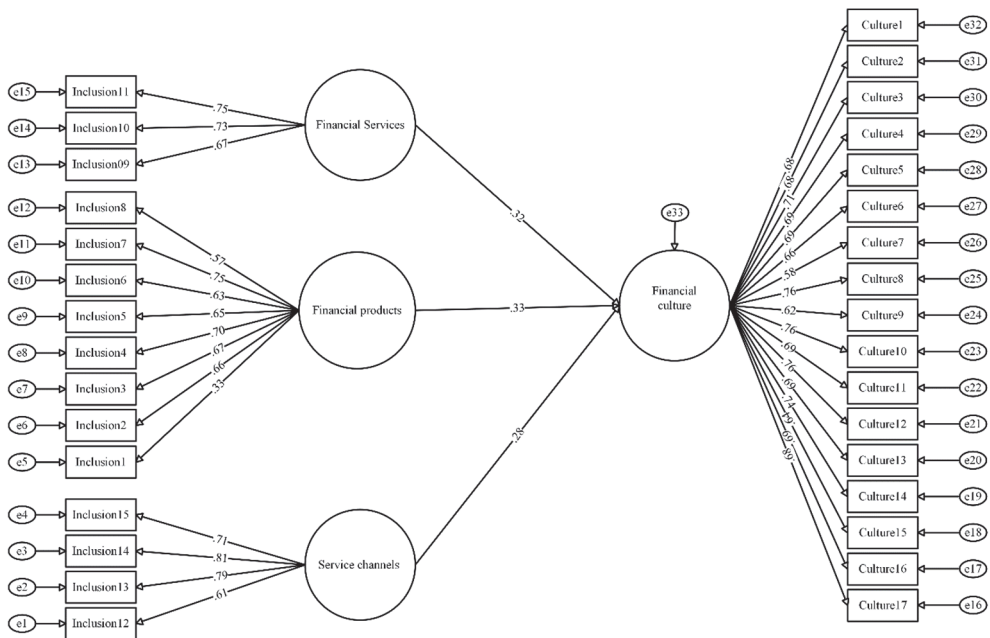 e15
Inclusion11
e14
Inclusion10
e13
Inclusion09
e12
Inclusion8
e11
Inclusion7
e10
Inclusion6
e9
Inclusion5
e8
Inclusion4
e7
Inclusion3
e6
Inclusion2
e5
Inclusion1
e4
Inclusion15
e3
Inclusion14
e2
Inclusion13
e1
Inclusion12
.75
.73
.67
.57
.75
.63
.65
.70
.67
.66
.33
.71
.81
.79
.61
Financial Services
Financial products
Service channels
.32
.33
.28
e33
Financial
culture
.68
.68
.71
.69
.69
.66
.58
.76
.62
.76
.69
.76
.69
.74
Culture1
e32
Culture2
e31
Culture3
e30
Culture4
e29
Culture5
e28
Culture6
e27
Culture7
e26
Culture8
e25
Culture9
e24
Culture10
e23
Culture11
e22
Culture12
e21
Culture13
e20
Culture14
e19
Culture15
e18
Culture16
e17
Culture17
e16